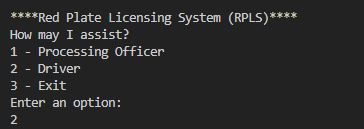 ****Red Plate Licensing System (RPLS)****
How may I assist?
1 - Processing Officer
2 - Driver
3 - Exit
Enter an option:
2